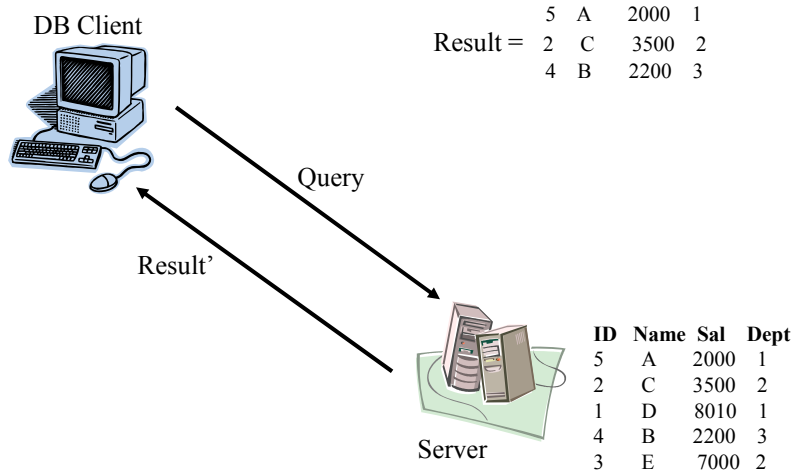 DB Client
5 A 2000 1
Result = 2 C 3500 2
4 B 2200 3
Query
Result’
Server
ID Name Sal Dept
5 A 2000 1
2 C 3500 2
1 D 8010 1
4 B 2200 3
3 E 7000 2